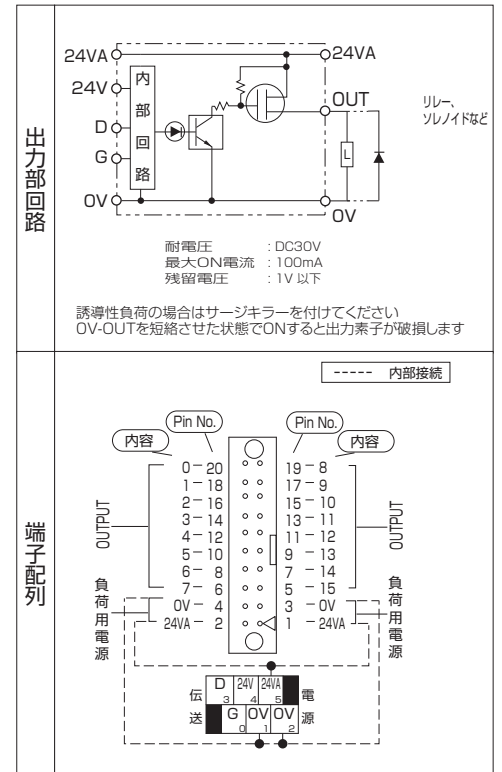 出力部回路
24VA
24V
D
G
0V
内部回路
24VA
OUT
L
0V
リレー、
ソレノイドなど
耐電圧 : DC30V
最大ON電流 : 100mA
残留電圧 : 1V 以下
誘導性負荷の場合はサージキラーを付けてください
0V-OUTを短絡させた状態でONすると出力素子が破損します
端子配列
----- 内部接続
内容 Pin No. Pin No. 内容
OUTPUT
0 - 20 19 - 8
1 - 18 17 - 9
2 - 16 15 - 10
3 - 14 13 - 11
4 - 12 11 - 12
5 - 10 9 - 13
6 - 8 7 - 14
7 - 6 5 - 15
0V - 4 3 - 0V
24VA - 2 1 - 24VA
OUTPUT
負荷用電源
負荷用電源
伝送
D 3 24V 4 24VA 5
G 0 0V 1 0V 2
電源